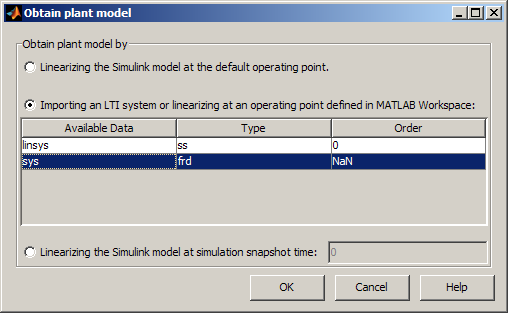 Obtain plant model
Obtain plant model by
Linearizing the Simulink model at the default operating point.
Importing an LTI system or linearizing at an operating point defined in MATLAB Workspace:
Available Data Type Order
linsys ss 0
sys frd NaN
Linearizing the Simulink model at simulation snapshot time: 0
OK Cancel Help